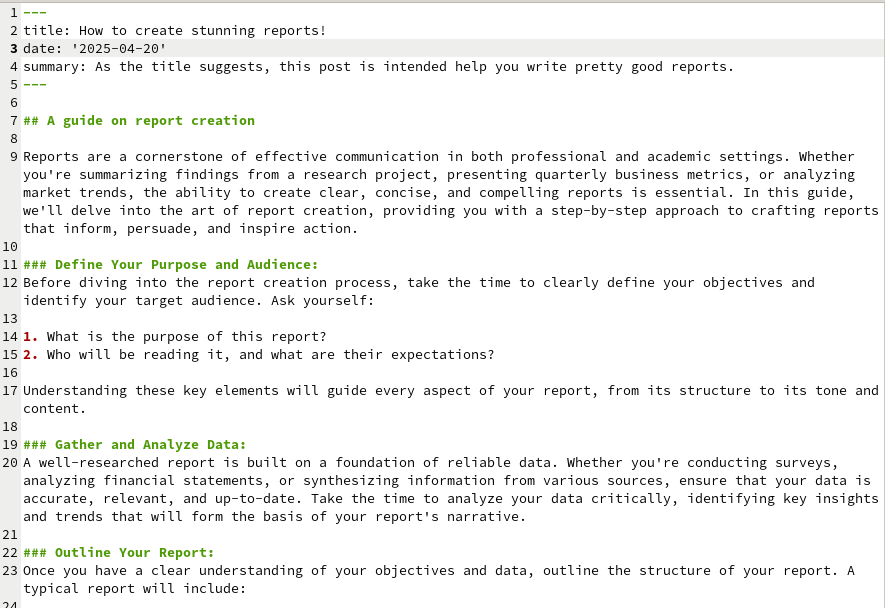 1 ---
2 title: How to create stunning reports!
3 date: '2025-04-20'
4 summary: As the title suggests, this post is intended help you write pretty good reports.
5 ---
6
7 ## A guide on report creation
8
9 Reports are a cornerstone of effective communication in both professional and academic settings. Whether
you're summarizing findings from a research project, presenting quarterly business metrics, or analyzing
market trends, the ability to create clear, concise, and compelling reports is essential. In this guide,
we'll delve into the art of report creation, providing you with a step-by-step approach to crafting reports
that inform, persuade, and inspire action.
10
11 ### Define Your Purpose and Audience:
12 Before diving into the report creation process, take the time to clearly define your objectives and
identify your target audience. Ask yourself:
13
14 1. What is the purpose of this report?
15 2. Who will be reading it, and what are their expectations?
16
17 Understanding these key elements will guide every aspect of your report, from its structure to its tone and
content.
18
19 ### Gather and Analyze Data:
20 A well-researched report is built on a foundation of reliable data. Whether you're conducting surveys,
analyzing financial statements, or synthesizing information from various sources, ensure that your data is
accurate, relevant, and up-to-date. Take the time to analyze your data critically, identifying key insights
and trends that will form the basis of your report's narrative.
21
22 ### Outline Your Report:
23 Once you have a clear understanding of your objectives and data, outline the structure of your report. A
typical report will include:
24